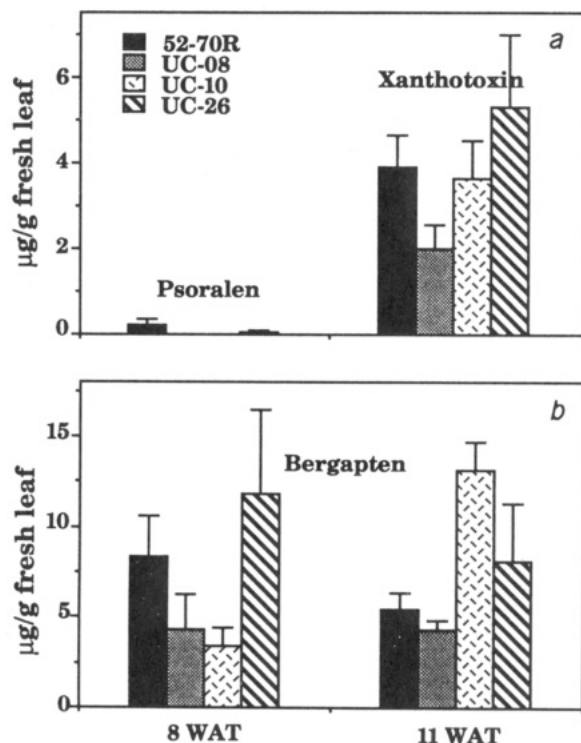 a
52-70R
UC-08
UC-10
UC-26
Xanthotoxin
Psoralen
µg/g fresh leaf
6
4
2
0
b
Bergapten
µg/g fresh leaf
15
10
5
0
8 WAT
11 WAT